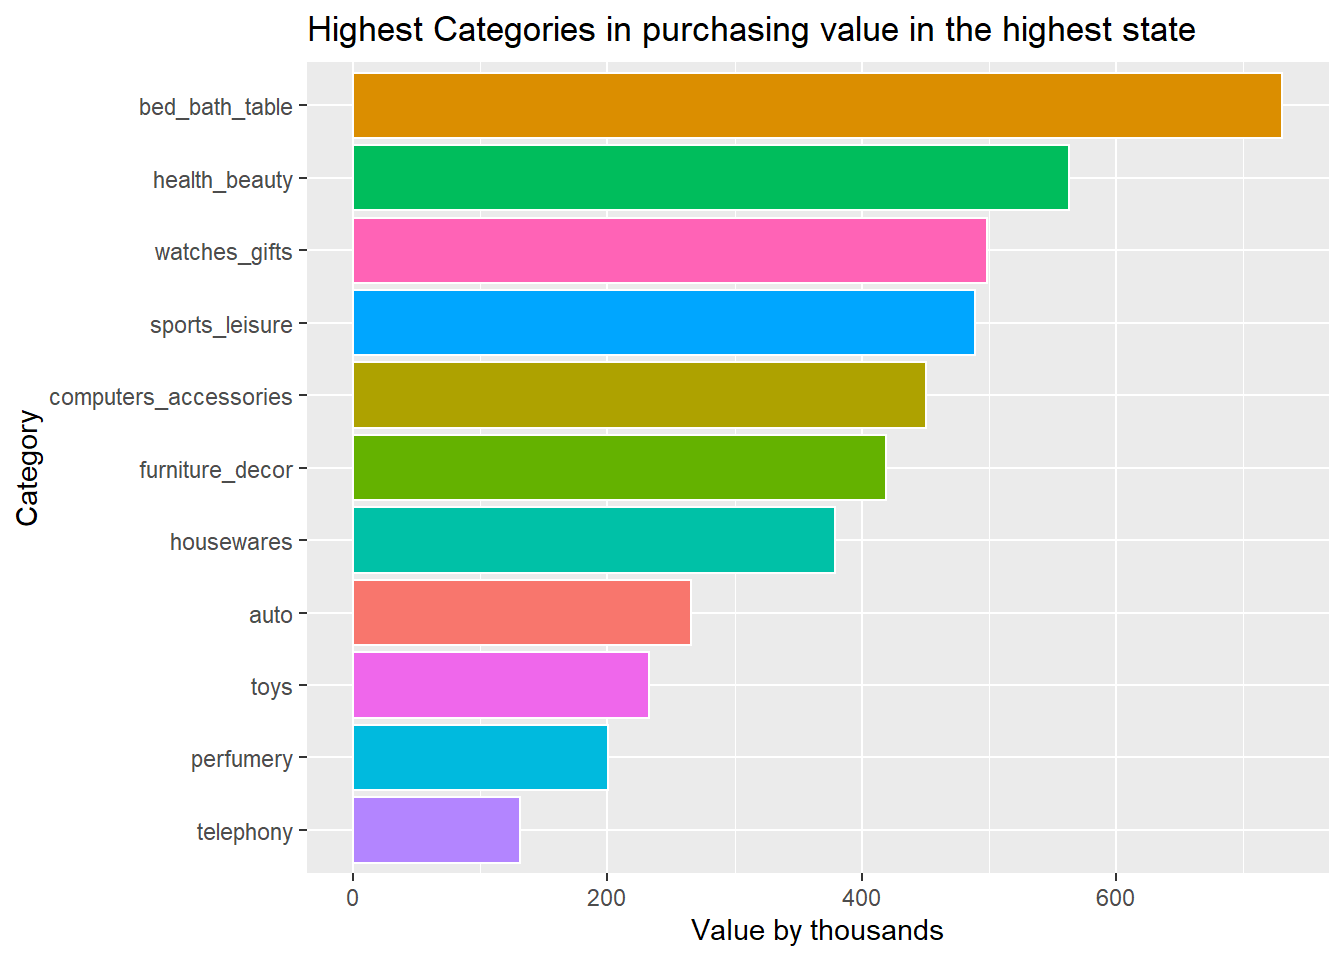 Highest Categories in purchasing value in the highest state
bed_bath_table
health_beauty
watches_gifts
sports_leisure
computers_accessories
furniture_decor
housewares
auto
toys
perfumery
telephony
Category
0 200 400 600
Value by thousands